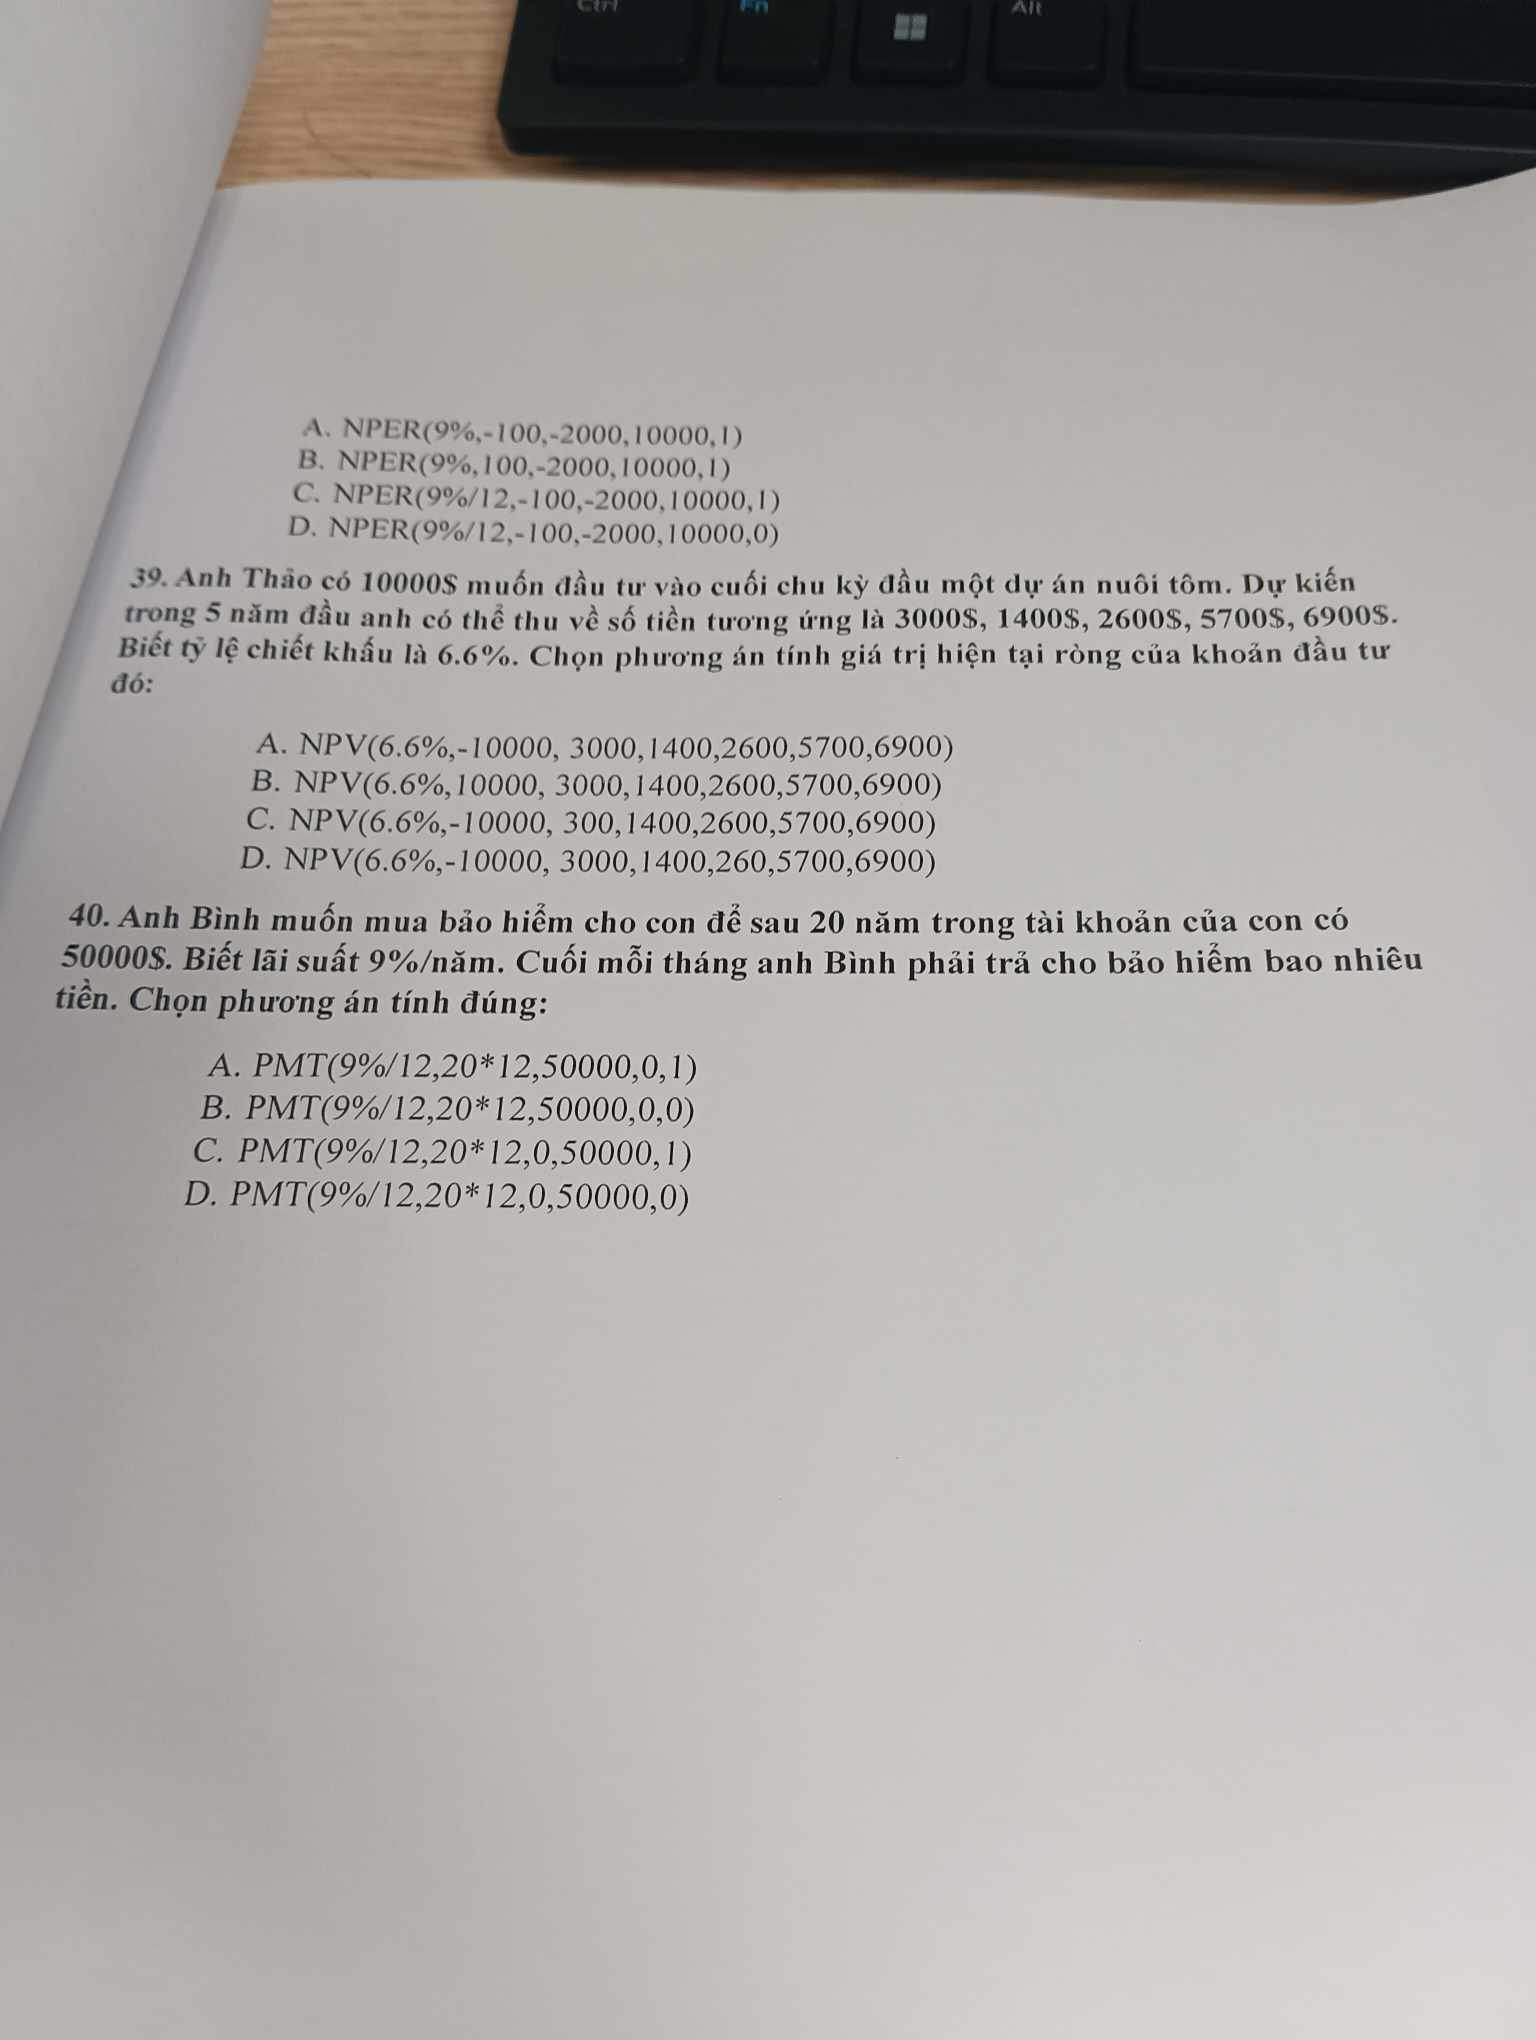 Ctrl Fn Alt
A. NPER(9%,-100,-2000,10000,1)
B. NPER(9%,100,-2000,10000,1)
C. NPER(9%/12,-100,-2000,10000,1)
D. NPER(9%/12,-100,-2000,10000,0)
39. Anh Thảo có 10000$ muốn đầu tư vào cuối chu kỳ đầu một dự án nuôi tôm. Dự kiến
trong 5 năm đầu anh có thể thu về số tiền tương ứng là 3000$, 1400$, 2600$, 5700$, 6900$.
Biết tỷ lệ chiết khấu là 6.6%. Chọn phương án tính giá trị hiện tại ròng của khoản đầu tư
đó:
A. NPV(6.6%,-10000, 3000,1400,2600,5700,6900)
B. NPV(6.6%,10000, 3000,1400,2600,5700,6900)
C. NPV(6.6%,-10000, 300,1400,2600,5700,6900)
D. NPV(6.6%,-10000, 3000,1400,260,5700,6900)
40. Anh Bình muốn mua bảo hiểm cho con để sau 20 năm trong tài khoản của con có
50000$. Biết lãi suất 9%/năm. Cuối mỗi tháng anh Bình phải trả cho bảo hiểm bao nhiêu
tiền. Chọn phương án tính đúng:
A. PMT(9%/12,20*12,50000,0,1)
B. PMT(9%/12,20*12,50000,0,0)
C. PMT(9%/12,20*12,0,50000,1)
D. PMT(9%/12,20*12,0,50000,0)